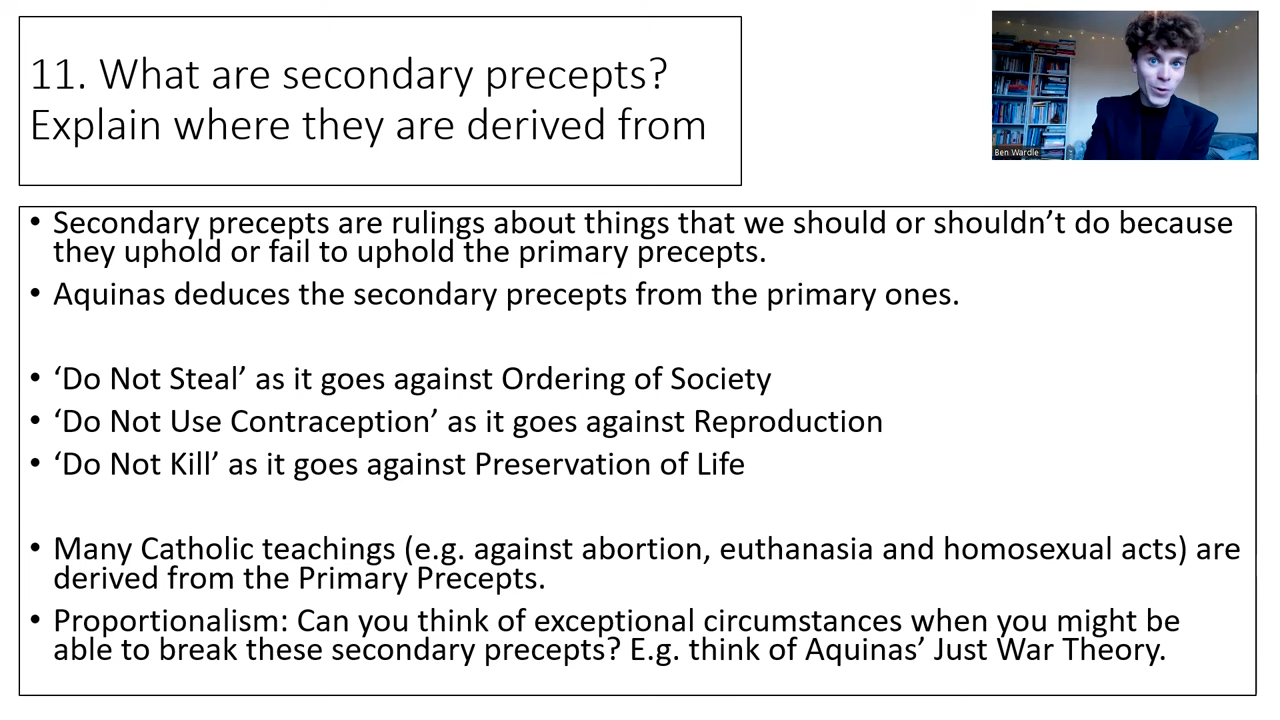 11. What are secondary precepts?
Explain where they are derived from
Ben Wardle
• Secondary precepts are rulings about things that we should or shouldn’t do because
they uphold or fail to uphold the primary precepts.
• Aquinas deduces the secondary precepts from the primary ones.
• ‘Do Not Steal’ as it goes against Ordering of Society
• ‘Do Not Use Contraception’ as it goes against Reproduction
• ‘Do Not Kill’ as it goes against Preservation of Life
• Many Catholic teachings (e.g. against abortion, euthanasia and homosexual acts) are
derived from the Primary Precepts.
• Proportionalism: Can you think of exceptional circumstances when you might be
able to break these secondary precepts? E.g. think of Aquinas’ Just War Theory.